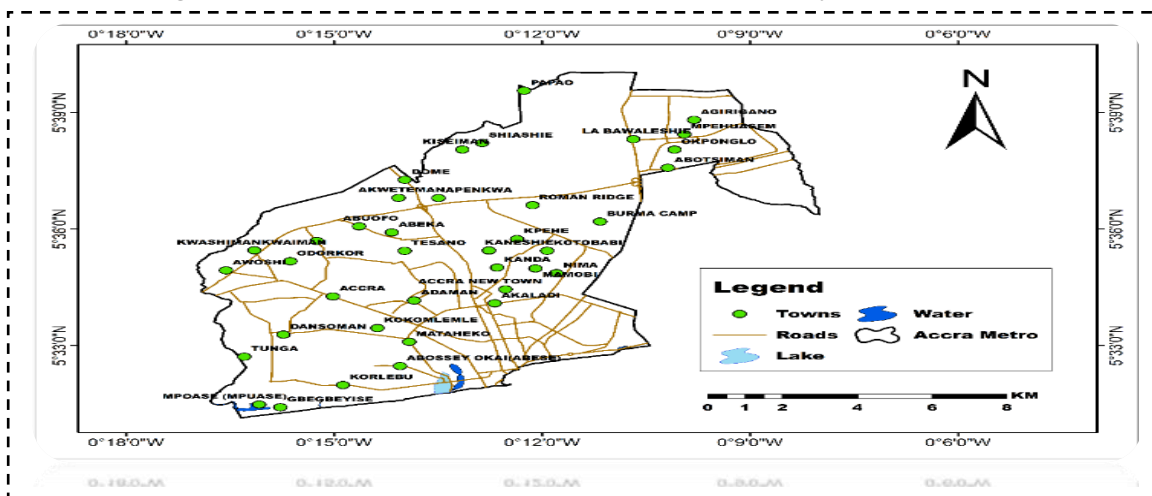 0°18'0"W 0°15'0"W 0°12'0"W 0°9'0"W 0°6'0"W
N
PAPAO
5°39'0"N 5°39'0"N
AGIRIGANO
MPEHUASEM
LA BAWALESHIE
SHIASHIE
KISEIMAN
OKPONGLO
ABOTSIMAN
DOME
AKWETEMANAPENKWA
ROMAN RIDGE
BURMA CAMP
ABUOFO
ABEKA
5°36'0"N 5°36'0"N
KPEHE
KWASHIMANKWAIMAN
TESANO
KANESHIEKOTOBABI
ODORKOR
AWOSHI
KANDA
NIMA
MAMOBI
ACCRA NEW TOWN
ACCRA
ADAMAN
AKALADI
Legend
Towns Water
Roads Accra Metro
Lake
KOKOMLEMLE
DANSOMAN
MATAHEKO
5°33'0"N 5°33'0"N
TUNGA
ABOSSEY OKAI(ABESE)
KORLEBU
MPOASE (MPUASE)
GBEGBEYISE
KM
0 1 2 4 6 8
0°18'0"W 0°15'0"W 0°12'0"W 0°9'0"W 0°6'0"W